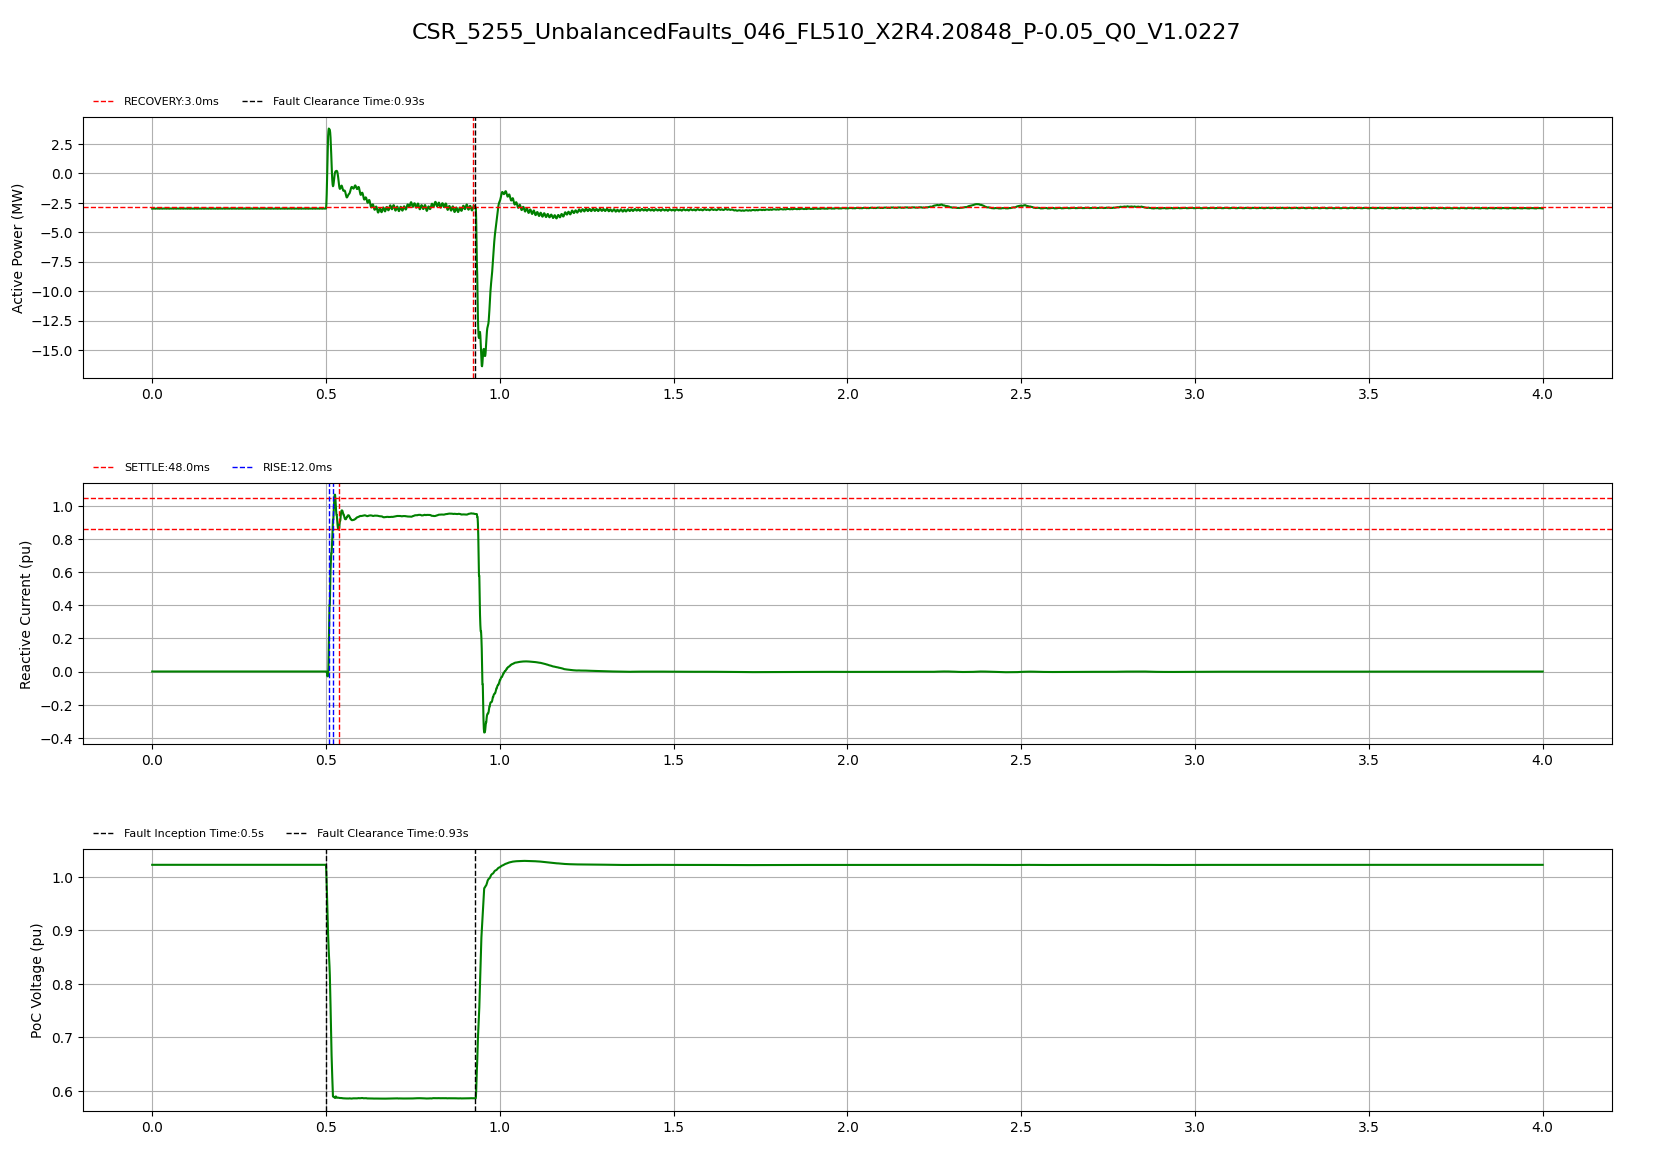 CSR_5255_UnbalancedFaults_046_FL510_X2R4.20848_P-0.05_Q0_V1.0227
RECOVERY:3.0ms Fault Clearance Time:0.93s
Active Power (MW)
2.5
0.0
−2.5
−5.0
−7.5
−10.0
−12.5
−15.0
0.0 0.5 1.0 1.5 2.0 2.5 3.0 3.5 4.0
SETTLE:48.0ms RISE:12.0ms
Reactive Current (pu)
1.0
0.8
0.6
0.4
0.2
0.0
−0.2
−0.4
0.0 0.5 1.0 1.5 2.0 2.5 3.0 3.5 4.0
Fault Inception Time:0.5s Fault Clearance Time:0.93s
PoC Voltage (pu)
1.0
0.9
0.8
0.7
0.6
0.0 0.5 1.0 1.5 2.0 2.5 3.0 3.5 4.0